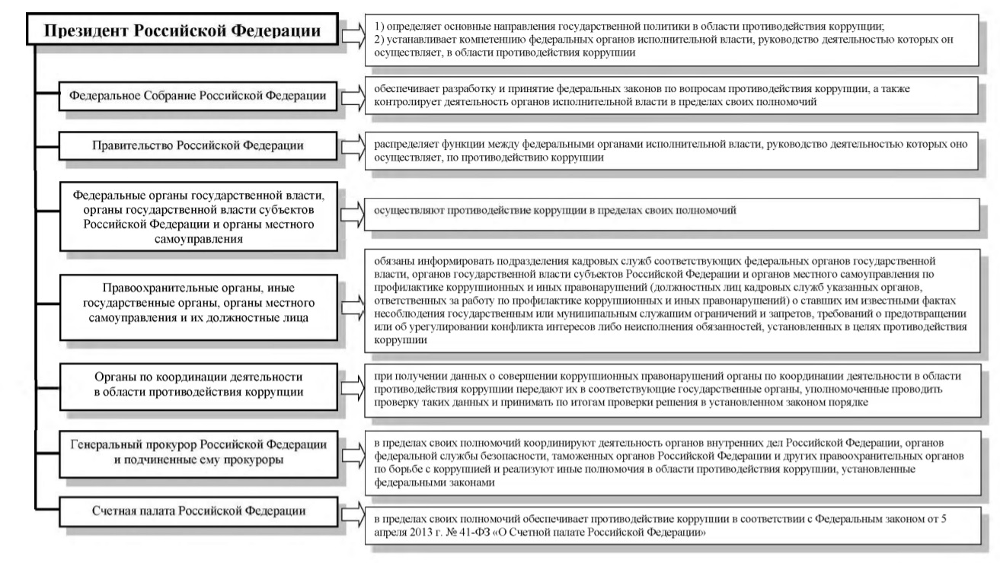 Президент Российской Федерации
1) определяет основные направления государственной политики в области противодействия коррупции;
2) устанавливает компетенцию федеральных органов исполнительной власти, руководство деятельностью которых он
осуществляет, в области противодействия коррупции
Федеральное Собрание Российской Федерации
обеспечивает разработку и принятие федеральных законов по вопросам противодействия коррупции, а также
контролирует деятельность органов исполнительной власти в пределах своих полномочий
Правительство Российской Федерации
распределяет функции между федеральными органами исполнительной власти, руководство деятельностью которых оно
осуществляет, по противодействию коррупции
Федеральные органы государственной власти,
органы государственной власти субъектов
Российской Федерации и органы местного
самоуправления
осуществляют противодействие коррупции в пределах своих полномочий
Правоохранительные органы, иные
государственные органы, органы местного
самоуправления и их должностные лица
обязаны информировать подразделения кадровых служб соответствующих федеральных органов государственной
власти, органов государственной власти субъектов Российской Федерации и органов местного самоуправления по
профилактике коррупционных и иных правонарушений (должностных лиц кадровых служб указанных органов,
ответственных за работу по профилактике коррупционных и иных правонарушений) о ставших им известными фактах
несоблюдения государственным или муниципальным служащим ограничений и запретов, требований о предотвращении
или об урегулировании конфликта интересов либо неисполнения обязанностей, установленных в целях противодействия
коррупции
Органы по координации деятельности
в области противодействия коррупции
при получении данных о совершении коррупционных правонарушений органы по координации деятельности в области
противодействия коррупции передают их в соответствующие государственные органы, уполномоченные проводить
проверку таких данных и принимать по итогам проверки решения в установленном законом порядке
Генеральный прокурор Российской Федерации
и подчиненные ему прокуроры
в пределах своих полномочий координируют деятельность органов внутренних дел Российской Федерации, органов
федеральной службы безопасности, таможенных органов Российской Федерации и других правоохранительных органов
по борьбе с коррупцией и реализуют иные полномочия в области противодействия коррупции, установленные
федеральными законами
Счетная палата Российской Федерации
в пределах своих полномочий обеспечивает противодействие коррупции в соответствии с Федеральным законом от 5
апреля 2013 г. № 41-ФЗ «О Счетной палате Российской Федерации»